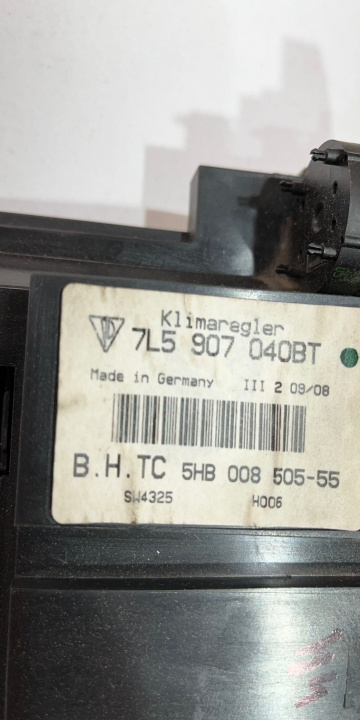 Klimaregler
7L5 907 040BT
Made in Germany III 2 09/08
B.H.TC 5HB 008 505-55
SW4325 H006